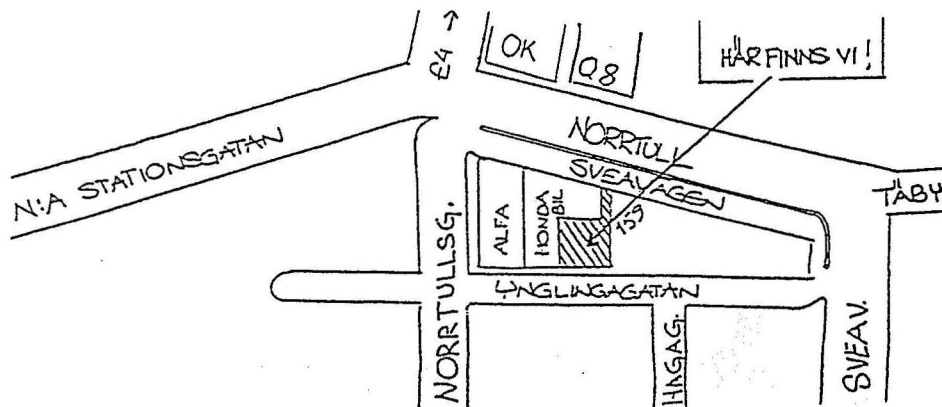 E4 →
OK
Q8
HÄR FINNS VI !
N:A STATIONSGATAN
NORRTULL
SVEAVÄGEN
TÄBY
ALFA
HONDA
BIL
159
NORRTULLSG.
YNGLINGAGATAN
HAGAG.
SVEAV.